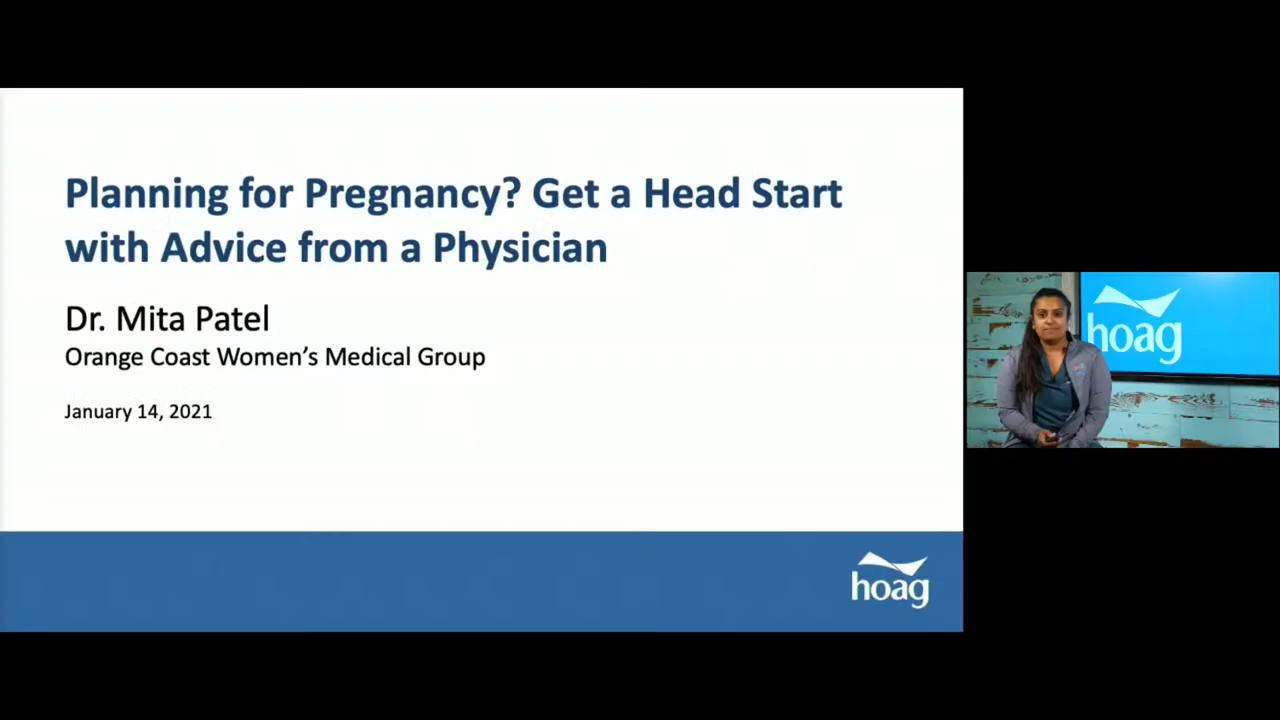 Planning for Pregnancy? Get a Head Start
with Advice from a Physician
Dr. Mita Patel
Orange Coast Women's Medical Group
January 14, 2021
hoag
hoag